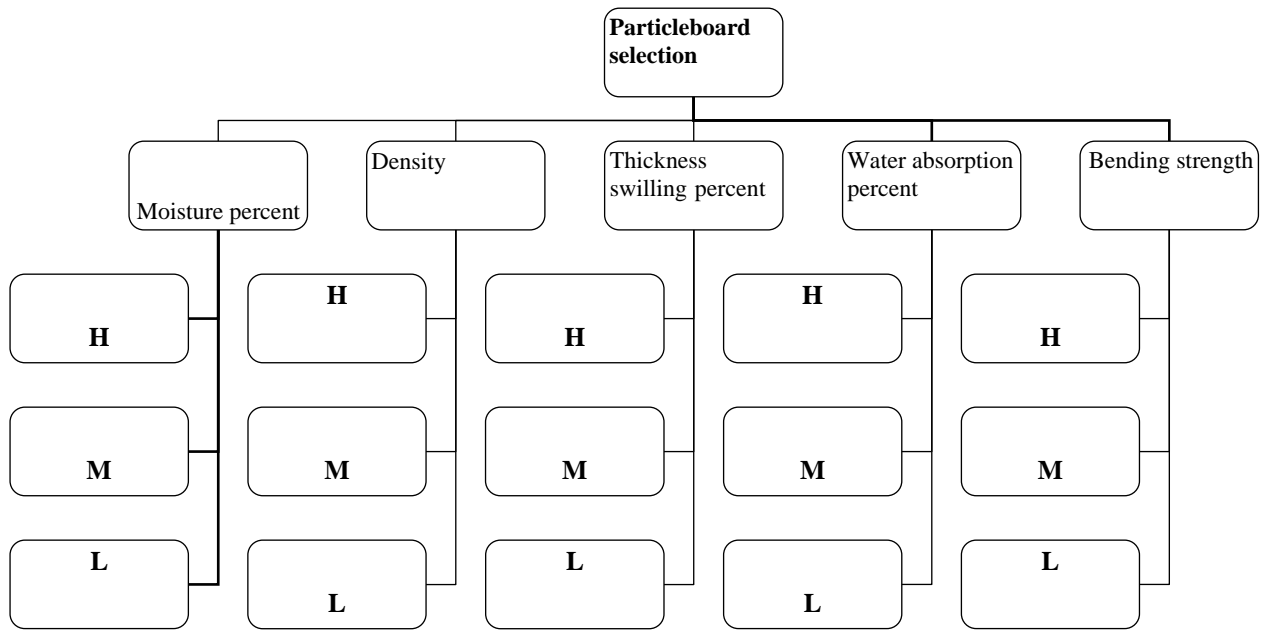 Particleboard
selection
Moisture percent
Density
Thickness
swilling percent
Water absorption
percent
Bending strength
H
H
H
H
H
M
M
M
M
M
L
L
L
L
L